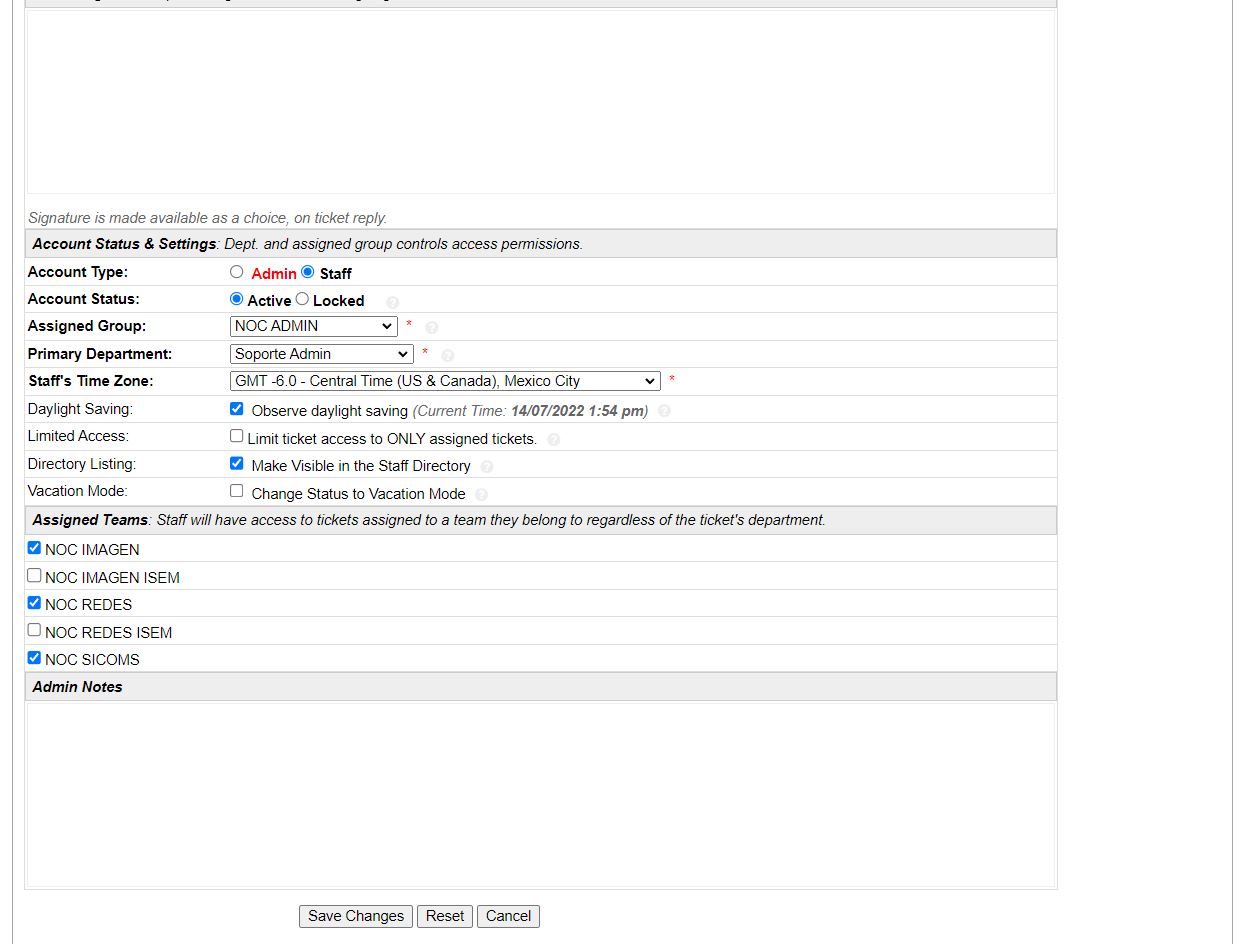 Signature is made available as a choice, on ticket reply.
Account Status & Settings: Dept. and assigned group controls access permissions.
Account Type: Admin Staff
Account Status: Active Locked ?
Assigned Group: NOC ADMIN * ?
Primary Department: Soporte Admin * ?
Staff's Time Zone: GMT -6.0 - Central Time (US & Canada), Mexico City *
Daylight Saving: Observe daylight saving (Current Time: 14/07/2022 1:54 pm) ?
Limited Access: Limit ticket access to ONLY assigned tickets. ?
Directory Listing: Make Visible in the Staff Directory ?
Vacation Mode: Change Status to Vacation Mode ?
Assigned Teams: Staff will have access to tickets assigned to a team they belong to regardless of the ticket's department.
NOC IMAGEN
NOC IMAGEN ISEM
NOC REDES
NOC REDES ISEM
NOC SICOMS
Admin Notes
Save Changes Reset Cancel